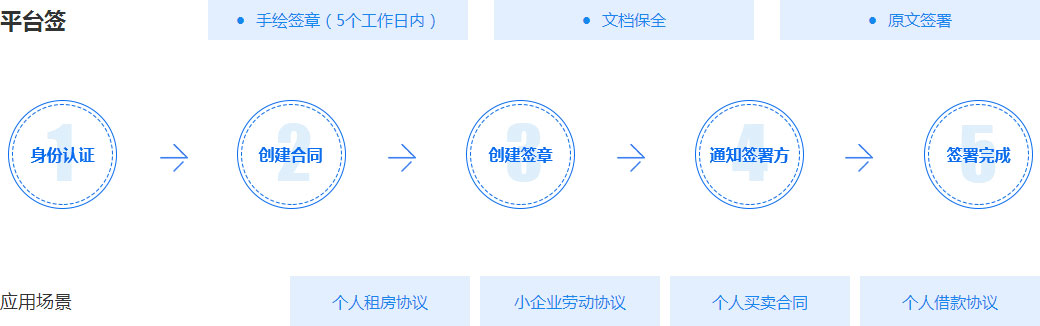 平台签
● 手绘签章（5个工作日内）
● 文档保全
● 原文签署
1 身份认证
2 创建合同
3 创建签章
4 通知签署方
5 签署完成
应用场景
个人租房协议
小企业劳动协议
个人买卖合同
个人借款协议